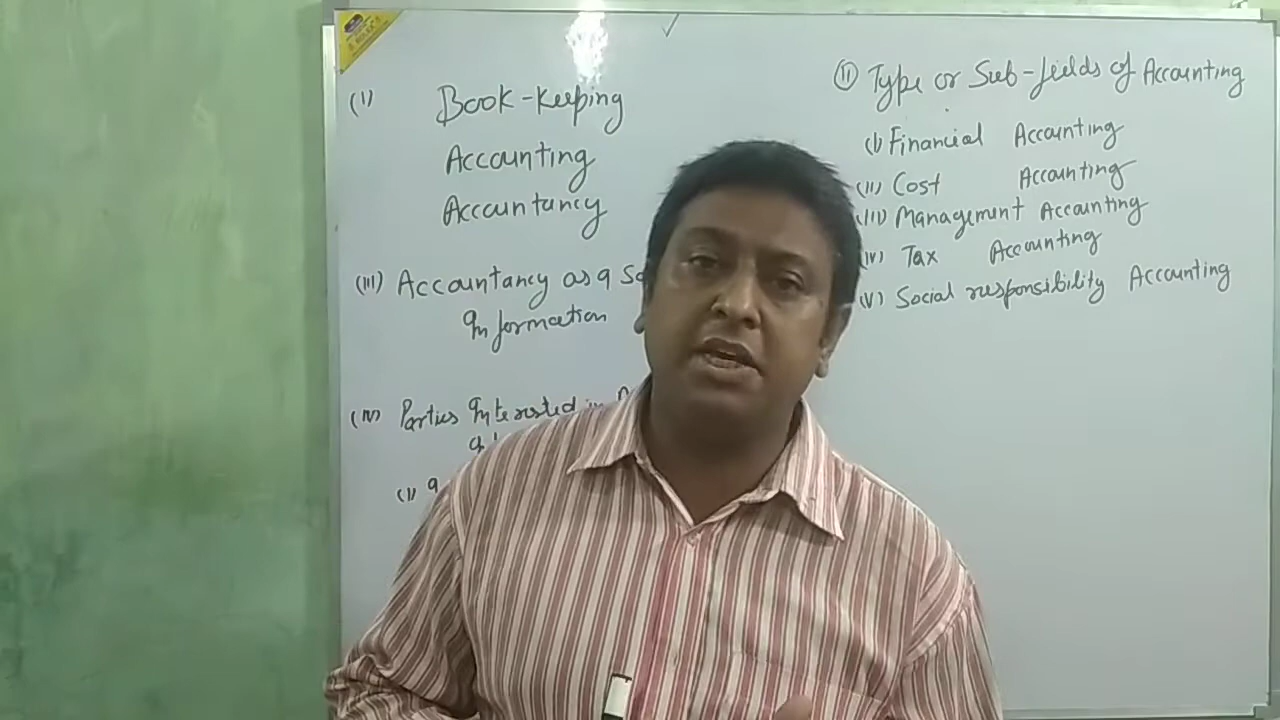 (I) Book-Keeping
Accounting
Accountancy
(III) Accountancy as a
Information
(IV) Parties Interested in
(I)
(II) Type or Sub-fields of Accounting
(I) Financial Accounting
(II) Cost Accounting
(III) Management Accounting
(IV) Tax Accounting
(V) Social responsibility Accounting